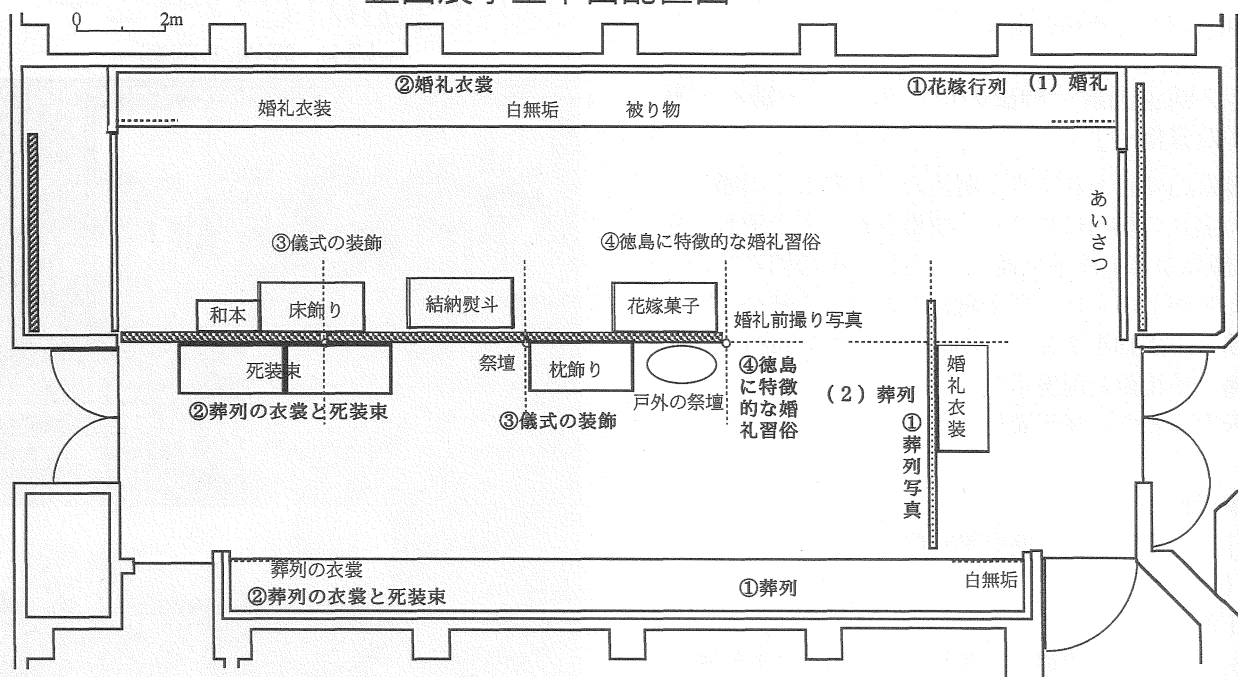 0 2m
②婚礼衣裳
①花嫁行列
(1)婚礼
婚礼衣装
白無垢
被り物
あいさつ
③儀式の装飾
④徳島に特徴的な婚礼習俗
和本
床飾り
結納熨斗
花嫁菓子
婚礼前撮り写真
死装束
祭壇
枕飾り
戸外の祭壇
④徳島
に特徴
的な婚
礼習俗
(2)葬列
①葬列写真
婚礼衣装
②葬列の衣裳と死装束
③儀式の装飾
葬列の衣裳
②葬列の衣裳と死装束
①葬列
白無垢